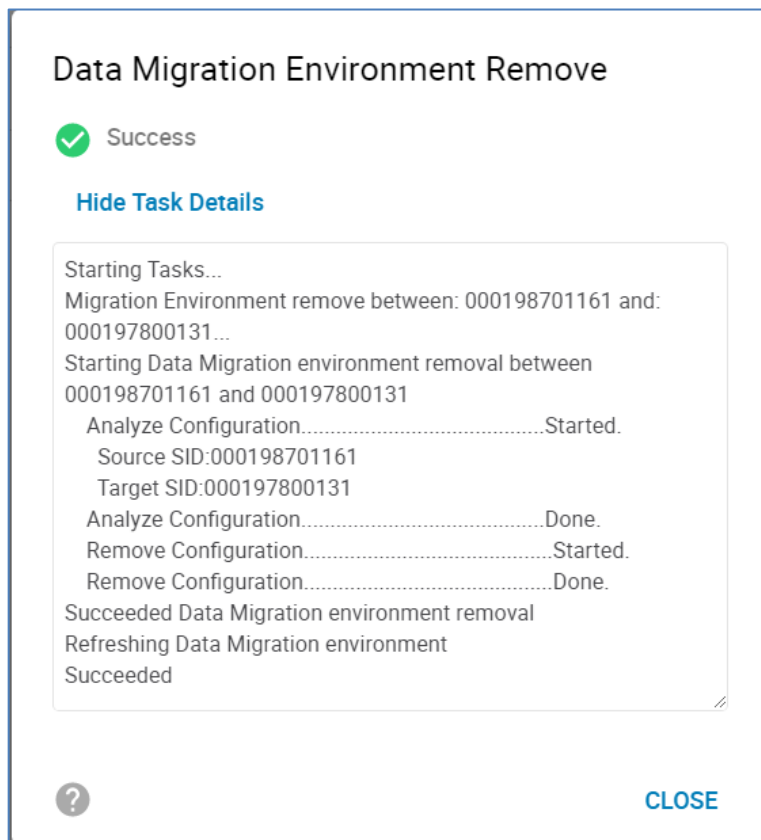 Data Migration Environment Remove
Success
Hide Task Details
Starting Tasks...
Migration Environment remove between: 000198701161 and:
000197800131...
Starting Data Migration environment removal between
000198701161 and 000197800131
Analyze Configuration..........................................Started.
Source SID:000198701161
Target SID:000197800131
Analyze Configuration..........................................Done.
Remove Configuration...........................................Started.
Remove Configuration...........................................Done.
Succeeded Data Migration environment removal
Refreshing Data Migration environment
Succeeded
?
CLOSE